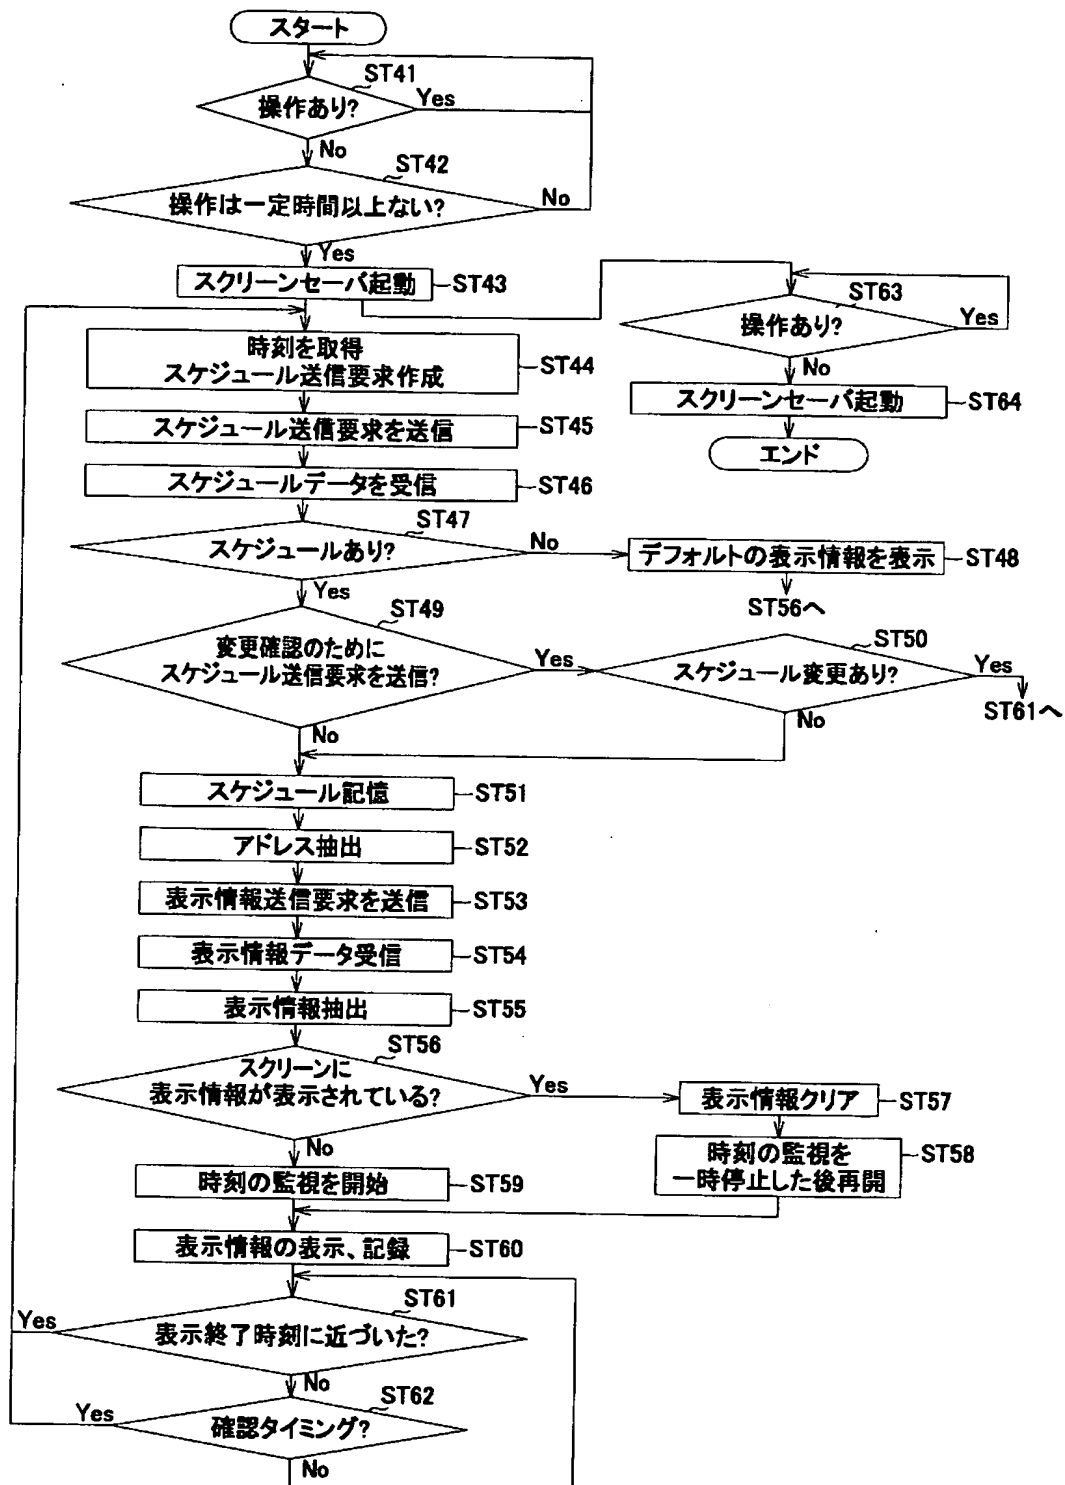 スタート
ST41
操作あり?
Yes
No
ST42
操作は一定時間以上ない?
No
Yes
スクリーンセーバ起動
ST43
ST63
操作あり?
Yes
No
スクリーンセーバ起動
ST64
エンド
時刻を取得
スケジュール送信要求作成
ST44
スケジュール送信要求を送信
ST45
スケジュールデータを受信
ST46
ST47
スケジュールあり?
No
デフォルトの表示情報を表示
ST48
ST56へ
Yes
ST49
変更確認のために
スケジュール送信要求を送信?
Yes
ST50
スケジュール変更あり?
Yes
ST61へ
No
No
スケジュール記憶
ST51
アドレス抽出
ST52
表示情報送信要求を送信
ST53
表示情報データ受信
ST54
表示情報抽出
ST55
ST56
スクリーンに
表示情報が表示されている?
Yes
表示情報クリア
ST57
時刻の監視を
一時停止した後再開
ST58
No
時刻の監視を開始
ST59
表示情報の表示、記録
ST60
ST61
表示終了時刻に近づいた?
Yes
No
ST62
確認タイミング?
Yes
No